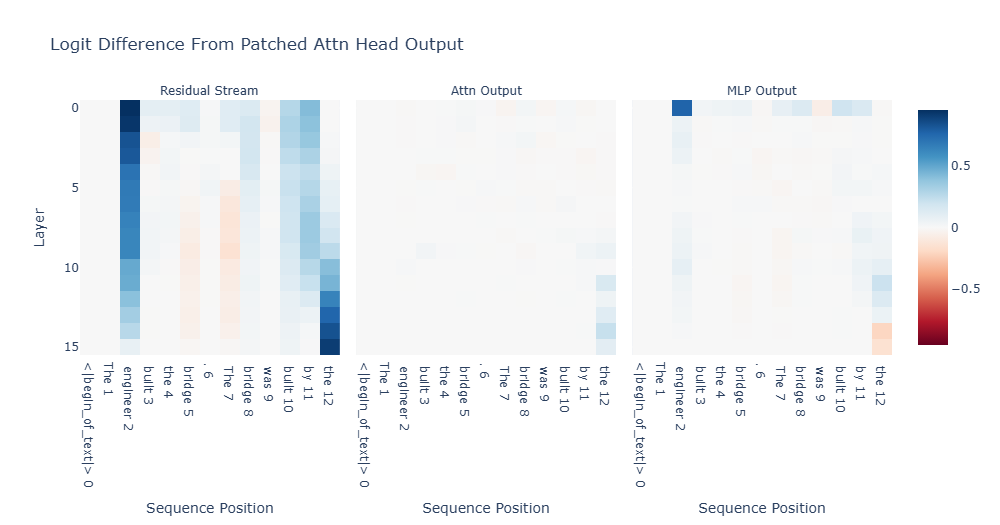 Logit Difference From Patched Attn Head Output
Residual Stream
Attn Output
MLP Output
Layer
0
5
10
15
<|begin_of_text|> 0
The 1
engineer 2
built 3
the 4
bridge 5
. 6
The 7
bridge 8
was 9
built 10
by 11
the 12
<|begin_of_text|> 0
The 1
engineer 2
built 3
the 4
bridge 5
. 6
The 7
bridge 8
was 9
built 10
by 11
the 12
<|begin_of_text|> 0
The 1
engineer 2
built 3
the 4
bridge 5
. 6
The 7
bridge 8
was 9
built 10
by 11
the 12
Sequence Position
Sequence Position
Sequence Position
0.5
0
−0.5